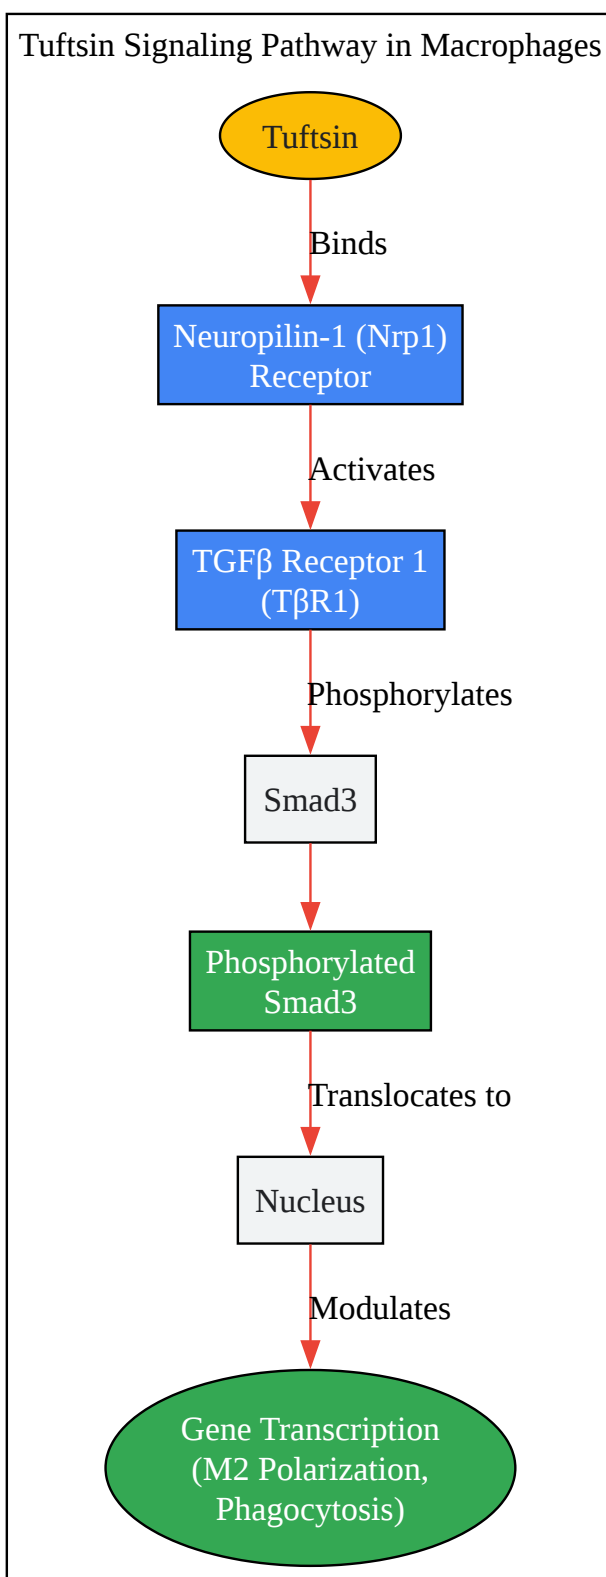 Tuftsin Signaling Pathway in Macrophages
Tuftsin
Binds
Neuropilin-1 (Nrp1)
Receptor
Activates
TGFβ Receptor 1
(TβR1)
Phosphorylates
Smad3
Phosphorylated
Smad3
Translocates to
Nucleus
Modulates
Gene Transcription
(M2 Polarization,
Phagocytosis)